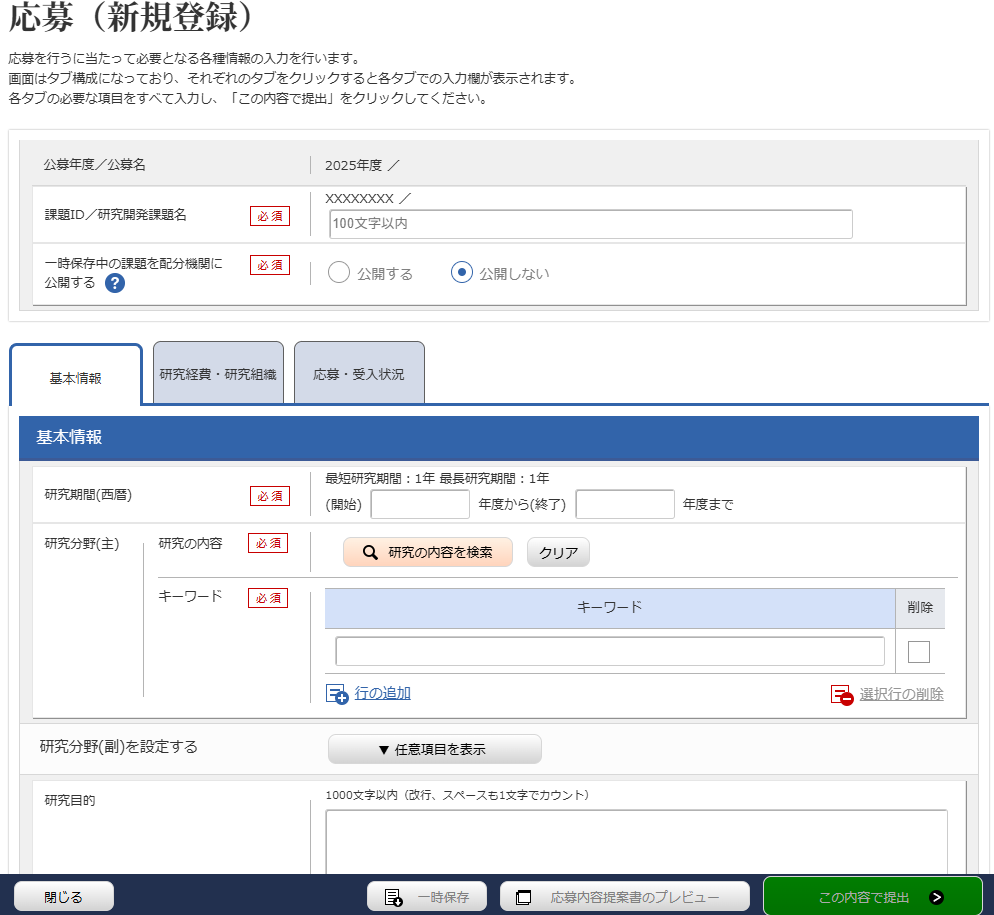 応募（新規登録）
応募を行うに当たって必要となる各種情報の入力を行います。
画面はタブ構成になっており、それぞれのタブをクリックすると各タブでの入力欄が表示されます。
各タブの必要な項目をすべて入力し、「この内容で提出」をクリックしてください。
公募年度／公募名
2025年度 ／
課題ID／研究開発課題名
必 須
XXXXXXXX ／
100文字以内
一時保存中の課題を配分機関に
公開する ?
必 須
公開する
公開しない
基本情報
研究経費・研究組織
応募・受入状況
基本情報
研究期間(西暦)
必 須
最短研究期間：1年 最長研究期間：1年
(開始) 年度から(終了) 年度まで
研究分野(主)
研究の内容
必 須
研究の内容を検索
クリア
キーワード
必 須
キーワード
削除
行の追加
選択行の削除
研究分野(副)を設定する
▼ 任意項目を表示
研究目的
1000文字以内（改行、スペースも1文字でカウント）
閉じる
一時保存
応募内容提案書のプレビュー
この内容で提出